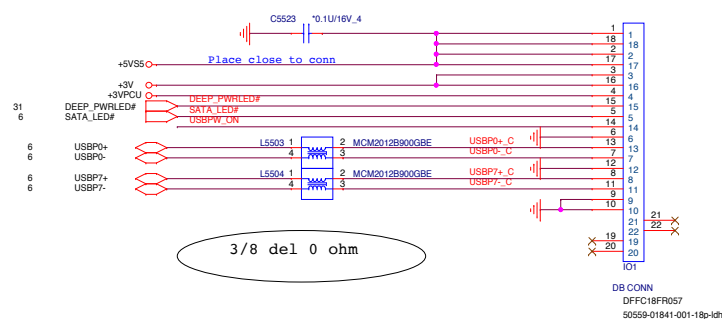 C5523 *0.1U/16V_4
1 1
18 18
2 2
+5VS5 Place close to conn 17 17
3 3
+3V 16 16
+3VPCU 4 4
31 DEEP_PWRLED# DEEP_PWRLED# 15 15
6 SATA_LED# SATA_LED# 5 5
USBPW_ON 14 14
6 6
6 USBP0+ L5503 1 2 MCM2012B900GBE USBP0+_C 13 13
6 USBP0- 4 3 USBP0-_C 7 7
12 12
6 USBP7+ L5504 1 2 MCM2012B900GBE USBP7+_C 8 8
6 USBP7- 4 3 USBP7-_C 11 11
9 9
10 10
21 21
22 22
19 19
20 20
3/8 del 0 ohm
IO1
DB CONN
DFFC18FR057
50559-01841-001-18p-ldh